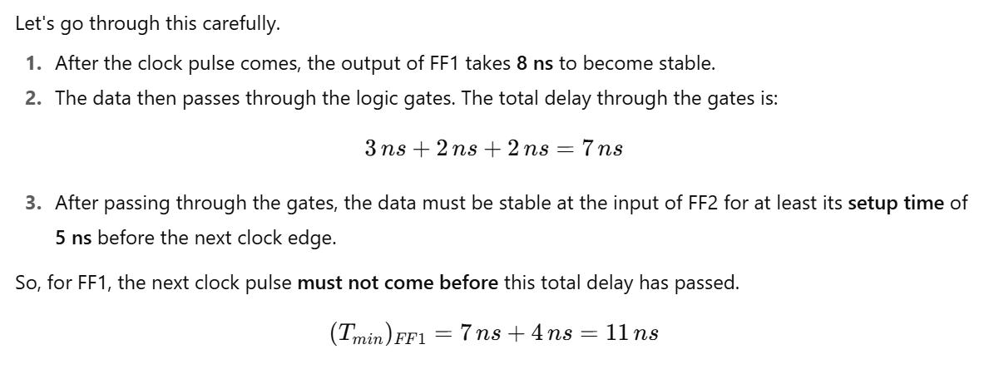 Let's go through this carefully.
1. After the clock pulse comes, the output of FF1 takes 8 ns to become stable.
2. The data then passes through the logic gates. The total delay through the gates is:
3 ns + 2 ns + 2 ns = 7 ns
3. After passing through the gates, the data must be stable at the input of FF2 for at least its setup time of
5 ns before the next clock edge.
So, for FF1, the next clock pulse must not come before this total delay has passed.
(T_min)_FF1 = 7 ns + 4 ns = 11 ns